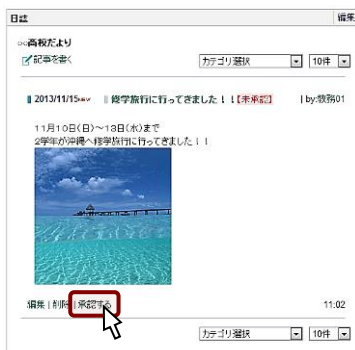 日誌 編集
○○高校だより
記事を書く カテゴリ選択 10件
2013/11/15 修学旅行に行ってきました！！【未承認】 | by:教務01
11月10日(日)～13日(水)まで
2学年が沖縄へ修学旅行に行ってきました！！
編集 | 削除 | 承認する 11:02
カテゴリ選択 10件